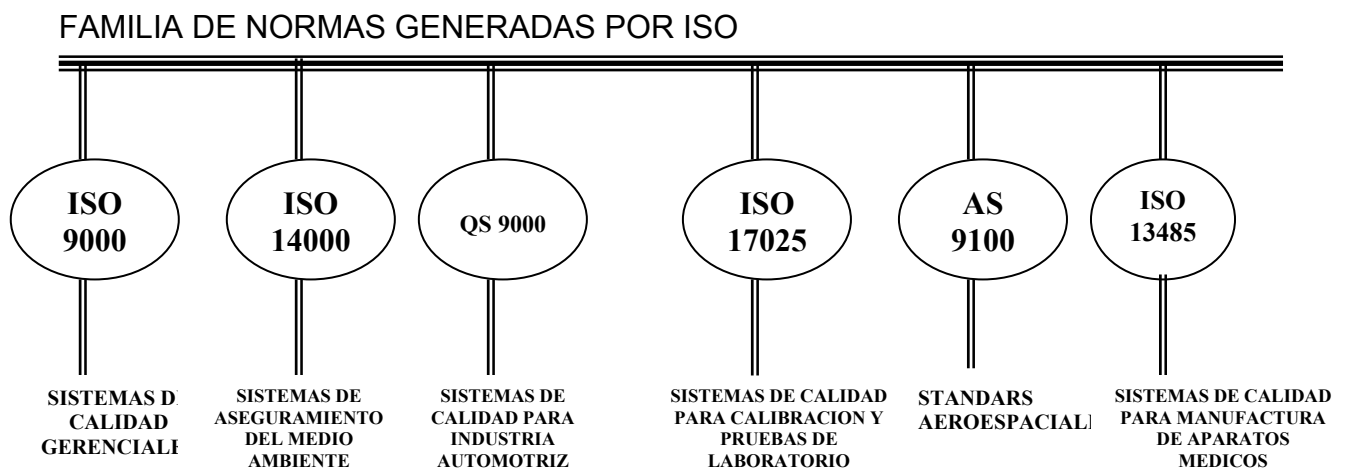 FAMILIA DE NORMAS GENERADAS POR ISO
ISO
9000
ISO
14000
QS 9000
ISO
17025
AS
9100
ISO
13485
SISTEMAS D
CALIDAD
GERENCIALE
SISTEMAS DE
ASEGURAMIENTO
DEL MEDIO
AMBIENTE
SISTEMAS DE
CALIDAD PARA
INDUSTRIA
AUTOMOTRIZ
SISTEMAS DE CALIDAD
PARA CALIBRACION Y
PRUEBAS DE
LABORATORIO
STANDARS
AEROESPACIAL
SISTEMAS DE CALIDAD
PARA MANUFACTURA
DE APARATOS
MEDICOS